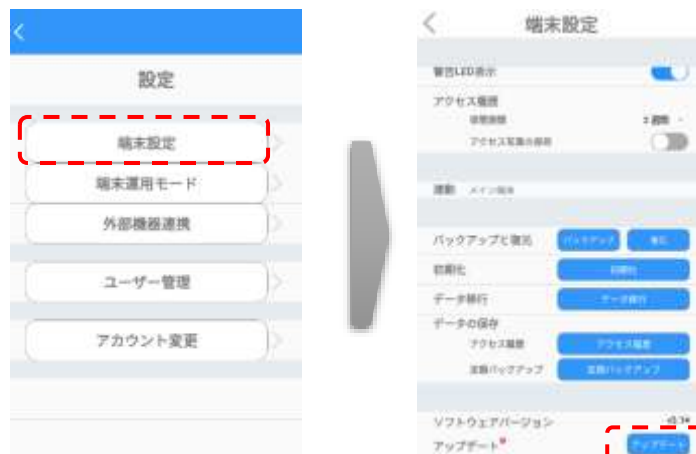 設定
端末設定
端末運用モード
外部機器連携
ユーザー管理
アカウント変更
端末設定
警告LED表示
アクセス履歴
保管期間 2週間
アクセス写真の保存
連動 メイン端末
バックアップと復元 バックアップ 復元
初期化 初期化
データ移行 データ移行
データの保存
アクセス履歴 アクセス履歴
定期バックアップ 定期バックアップ
ソフトウェアバージョン
アップデート アップデート